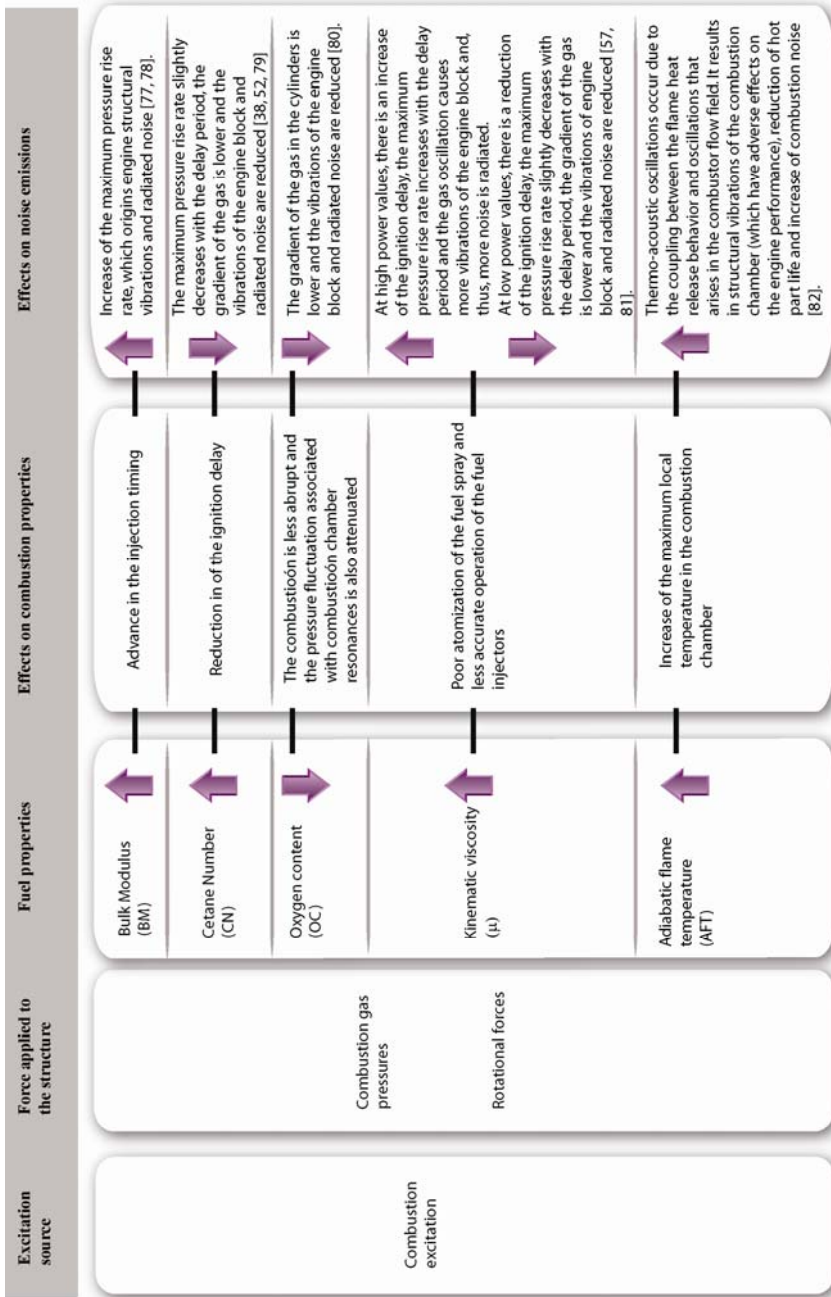 Excitation
source
Force applied to
the structure
Fuel properties
Effects on combustion properties
Effects on noise emissions
Combustion
excitation
Combustion gas
pressures
Rotational forces
Bulk Modulus
(BM)
Advance in the injection timing
Increase of the maximum pressure rise
rate, which origins engine structural
vibrations and radiated noise [77, 78].
Cetane Number
(CN)
Reduction in of the ignition delay
The maximum pressure rise rate slightly
decreases with the delay period, the
gradient of the gas is lower and the
vibrations of the engine block and
radiated noise are reduced [38, 52, 79]
Oxygen content
(OC)
The combustioón is less abrupt and
the pressure fluctuation associated
with combustioón chamber
resonances is also attenuated
The gradient of the gas in the cylinders is
lower and the vibrations of the engine
block and radiated noise are reduced [80].
Kinematic viscosity
(μ)
Poor atomization of the fuel spray and
less accurate operation of the fuel
injectors
At high power values, there is an increase
of the ignition delay, the maximum
pressure rise rate increases with the delay
period and the gas oscillation causes
more vibrations of the engine block and,
thus, more noise is radiated.
At low power values, there is a reduction
of the ignition delay, the maximum
pressure rise rate slightly decreases with
the delay period, the gradient of the gas
is lower and the vibrations of engine
block and radiated noise are reduced [57,
81].
Adiabatic flame
temperature
(AFT)
Increase of the maximum local
temperature in the combustion
chamber
Thermo-acoustic oscillations occur due to
the coupling between the flame heat
release behavior and oscillations that
arises in the combustor flow field. It results
in structural vibrations of the combustion
chamber (which have adverse effects on
the engine performance), reduction of hot
part life and increase of combustion noise
[82].